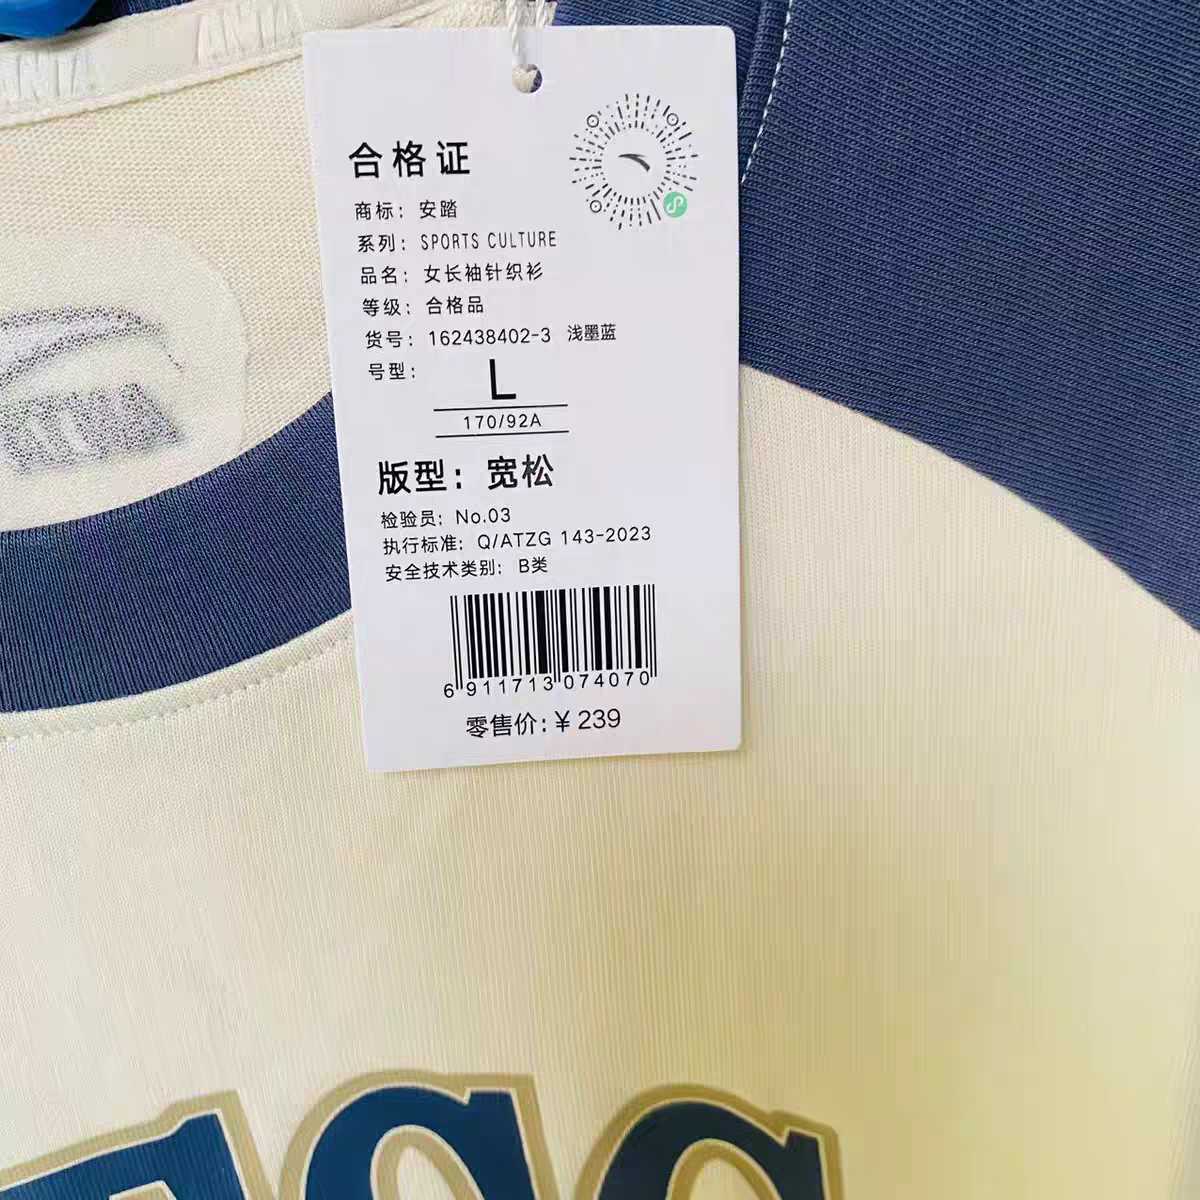 合格证
商标：安踏
系列：SPORTS CULTURE
品名：女长袖针织衫
等级：合格品
货号：162438402-3 浅墨蓝
号型：L
170/92A
版型：宽松
检验员：No.03
执行标准：Q/ATZG 143-2023
安全技术类别：B类
6 911713 074070
零售价:¥ 239